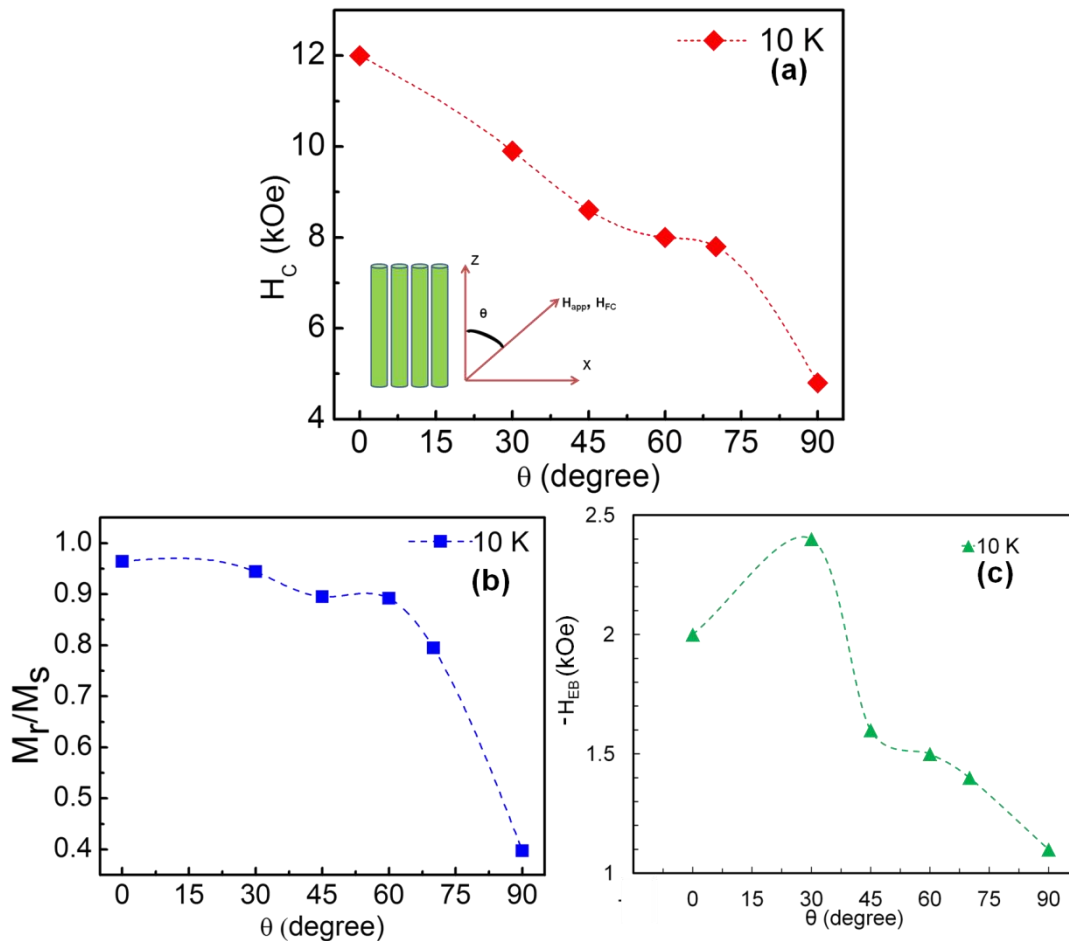 10 K
(a)
12
10
8
6
4
H_C (kOe)
Z
θ
H_app, H_FC
X
0 15 30 45 60 75 90
θ (degree)
10 K
(b)
1.0
0.9
0.8
0.7
0.6
0.5
0.4
M_r/M_s
0 15 30 45 60 75 90
θ (degree)
10 K
(c)
2.5
2
1.5
1
-H_EB (kOe)
0 15 30 45 60 75 90
θ (degree)